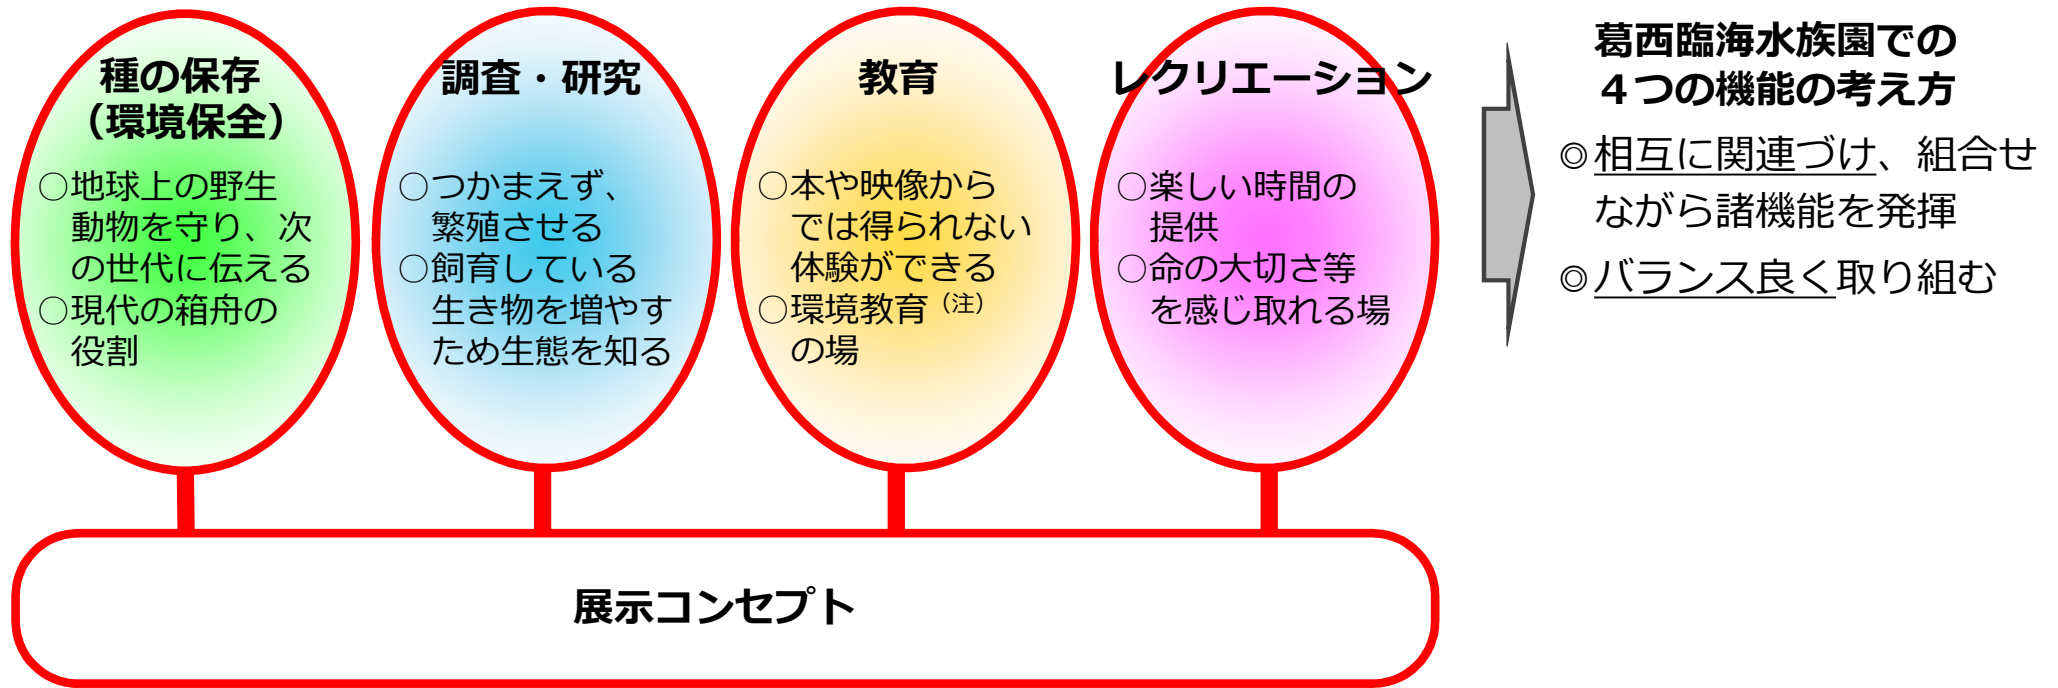 種の保存
（環境保全）
○地球上の野生
動物を守り、次
の世代に伝える
○現代の箱舟の
役割
調査・研究
○つかまえず、
繁殖させる
○飼育している
生き物を増やす
ため生態を知る
教育
○本や映像から
では得られない
体験ができる
○環境教育（注）
の場
レクリエーション
○楽しい時間の
提供
○命の大切さ等
を感じ取れる場
葛西臨海水族園での
４つの機能の考え方
◎相互に関連づけ、組合せ
ながら諸機能を発揮
◎バランス良く取り組む
展示コンセプト